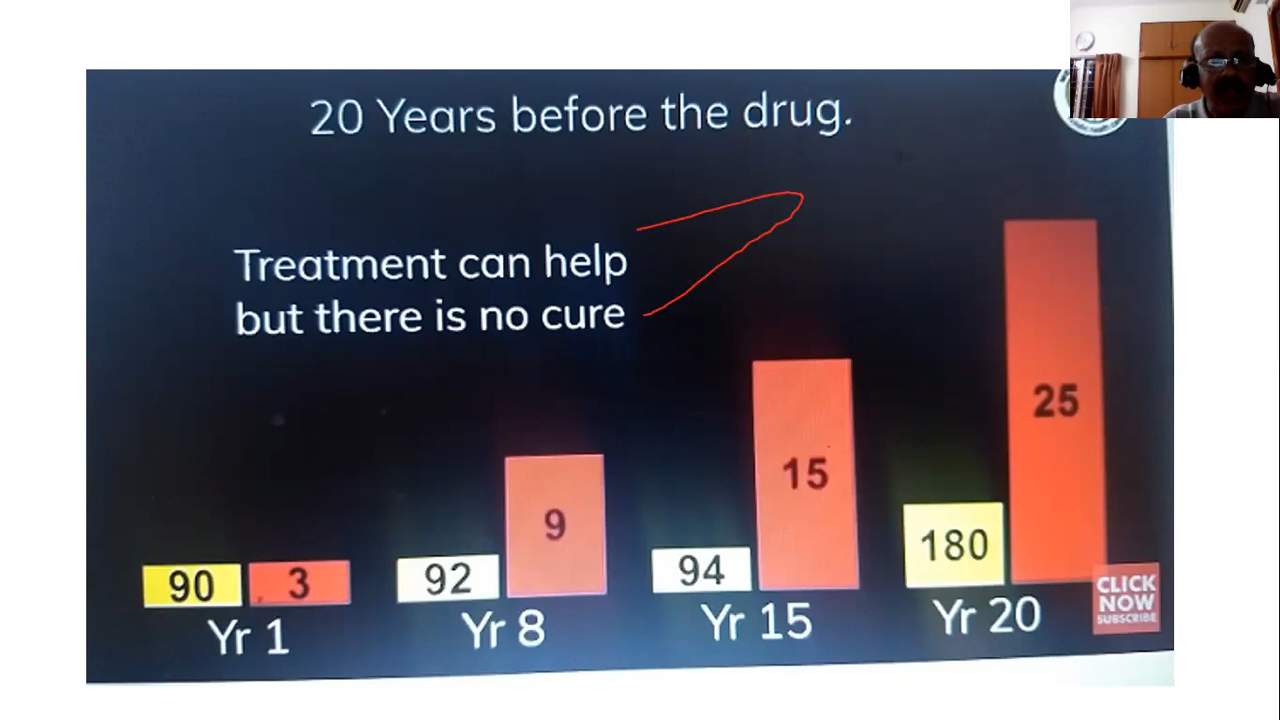 20 Years before the drug.
Treatment can help
but there is no cure
90 3 92 9 94 15 180 25
Yr 1 Yr 8 Yr 15 Yr 20
CLICK
NOW
SUBSCRIBE